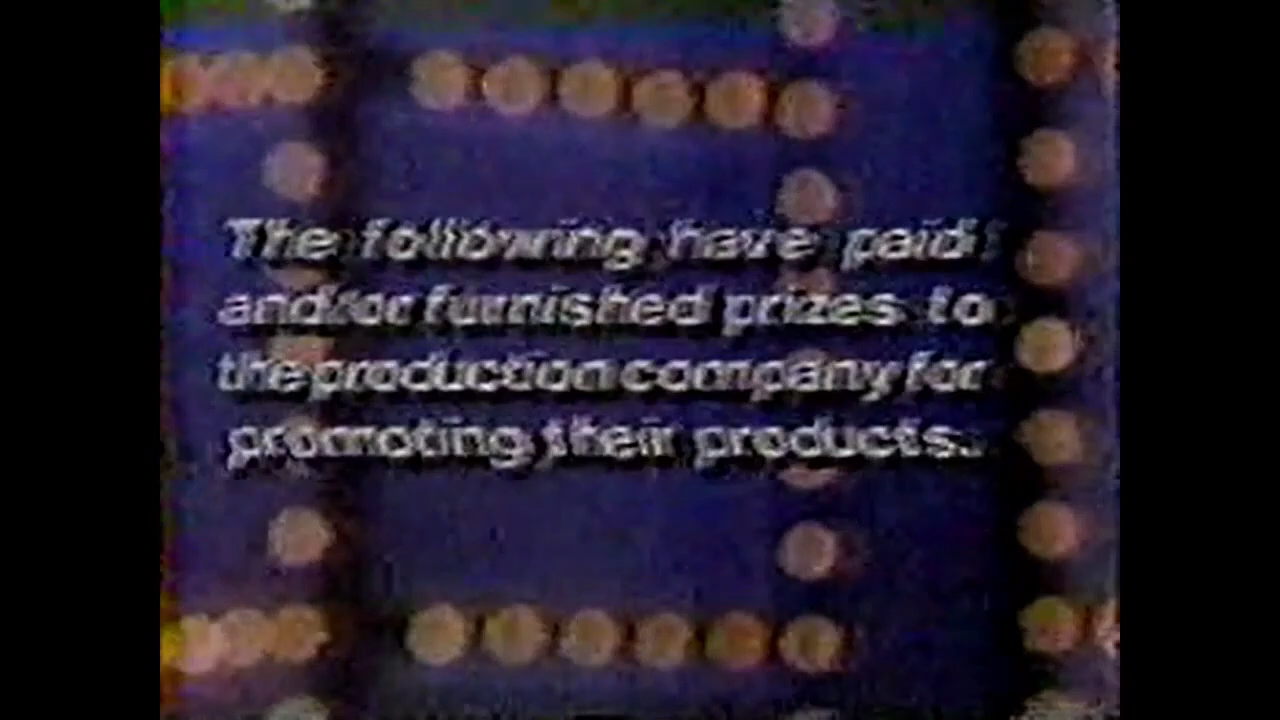 The following have paid
and/or furnished prizes to
the production company for
promoting their products.